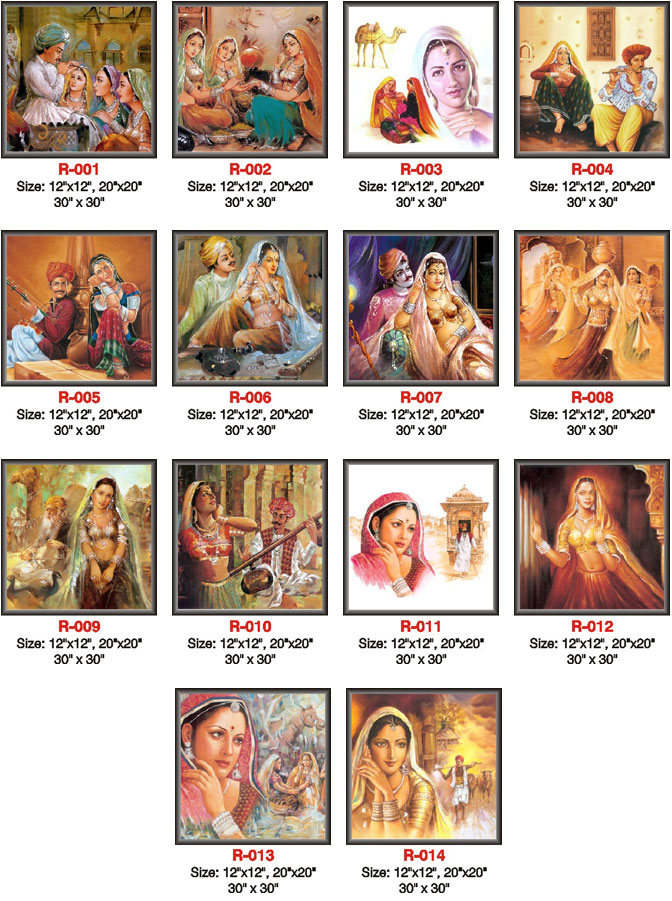 R-001
Size: 12"x12", 20"x20"
30" x 30"
R-002
Size: 12"x12", 20"x20"
30" x 30"
R-003
Size: 12"x12", 20"x20"
30" x 30"
R-004
Size: 12"x12", 20"x20"
30" x 30"
R-005
Size: 12"x12", 20"x20"
30" x 30"
R-006
Size: 12"x12", 20"x20"
30" x 30"
R-007
Size: 12"x12", 20"x20"
30" x 30"
R-008
Size: 12"x12", 20"x20"
30" x 30"
R-009
Size: 12"x12", 20"x20"
30" x 30"
R-010
Size: 12"x12", 20"x20"
30" x 30"
R-011
Size: 12"x12", 20"x20"
30" x 30"
R-012
Size: 12"x12", 20"x20"
30" x 30"
R-013
Size: 12"x12", 20"x20"
30" x 30"
R-014
Size: 12"x12", 20"x20"
30" x 30"